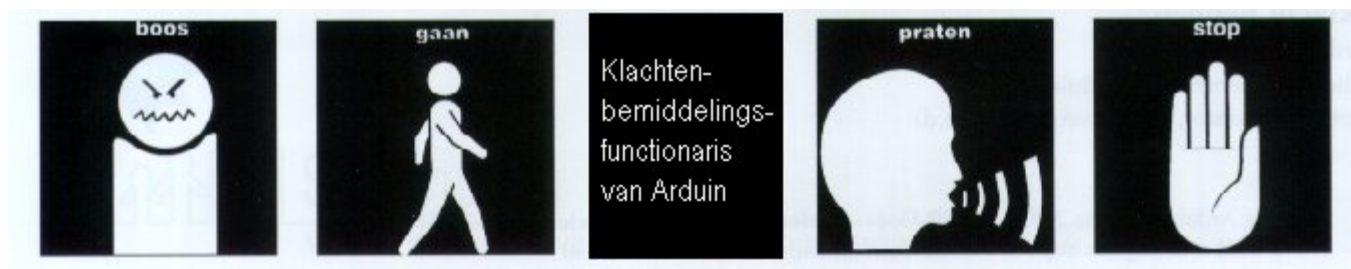 boos
gaan
Klachten-
bemiddelings-
functionaris
van Arduin
praten
stop